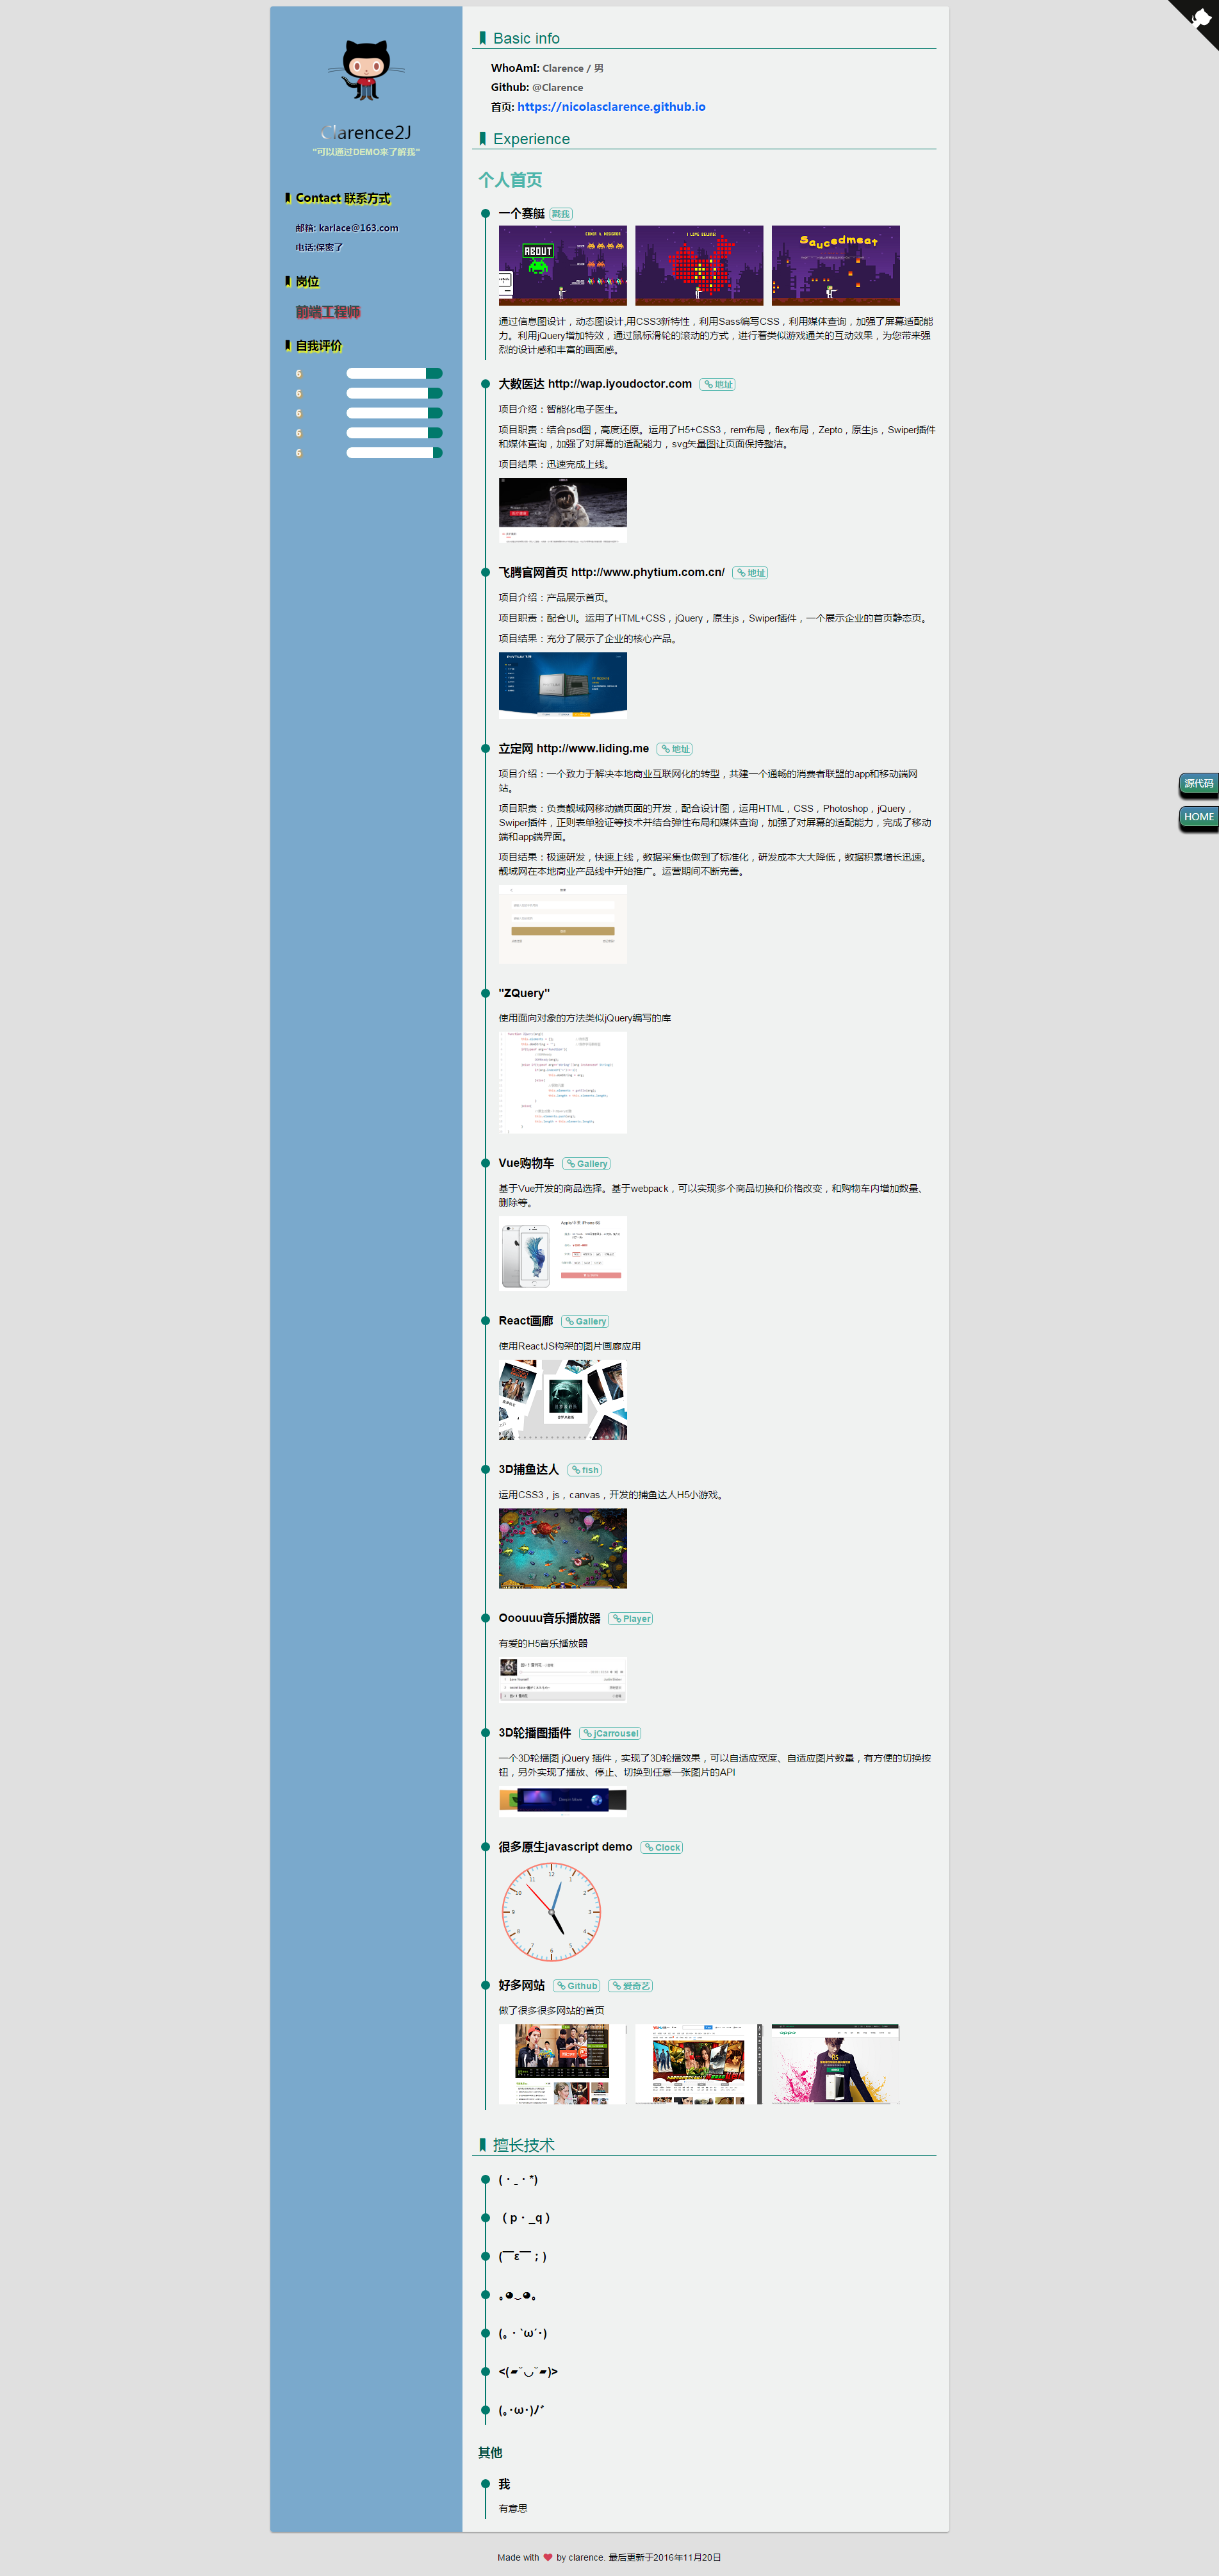 Clarence2J
"可以通过DEMO来了解我"
Contact 联系方式
邮箱: karlace@163.com
电话:保密了
岗位
前端工程师
自我评价
6
6
6
6
6
Basic info
WhoAmI: Clarence / 男
Github: @Clarence
首页: https://nicolasclarence.github.io
Experience
个人首页
一个赛艇 戳我
ABOUT
I LOVE BEIJING!
Saucedmeat
通过信息图设计，动态图设计,用CSS3新特性，利用Sass编写CSS，利用媒体查询，加强了屏幕适配能
力。利用jQuery增加特效，通过鼠标滑轮的滚动的方式，进行着类似游戏通关的互动效果，为您带来强
烈的设计感和丰富的画面感。
大数医达 http://wap.iyoudoctor.com 地址
项目介绍：智能化电子医生。
项目职责：结合psd图，高度还原。运用了H5+CSS3，rem布局，flex布局，Zepto，原生js，Swiper插件
和媒体查询，加强了对屏幕的适配能力，svg矢量图让页面保持整洁。
项目结果：迅速完成上线。
飞腾官网首页 http://www.phytium.com.cn/ 地址
项目介绍：产品展示首页。
项目职责：配合UI。运用了HTML+CSS，jQuery，原生js，Swiper插件，一个展示企业的首页静态页。
项目结果：充分了展示了企业的核心产品。
立定网 http://www.liding.me 地址
项目介绍：一个致力于解决本地商业互联网化的转型，共建一个通畅的消费者联盟的app和移动端网
站。
项目职责：负责靓域网移动端页面的开发，配合设计图，运用HTML，CSS，Photoshop，jQuery，
Swiper插件，正则表单验证等技术并结合弹性布局和媒体查询，加强了对屏幕的适配能力，完成了移动
端和app端界面。
项目结果：极速研发，快速上线，数据采集也做到了标准化，研发成本大大降低，数据积累增长迅速。
靓域网在本地商业产品线中开始推广。运营期间不断完善。
"ZQuery"
使用面向对象的方法类似jQuery编写的库
Vue购物车 Gallery
基于Vue开发的商品选择。基于webpack，可以实现多个商品切换和价格改变，和购物车内增加数量、
删除等。
React画廊 Gallery
使用ReactJS构架的图片画廊应用
3D捕鱼达人 fish
运用CSS3，js，canvas，开发的捕鱼达人H5小游戏。
Ooouuu音乐播放器 Player
有爱的H5音乐播放器
3D轮播图插件 jCarrousel
一个3D轮播图 jQuery 插件，实现了3D轮播效果，可以自适应宽度、自适应图片数量，有方便的切换按
钮，另外实现了播放、停止、切换到任意一张图片的API
很多原生javascript demo Clock
12
1
2
3
4
5
6
7
8
9
10
11
好多网站 Github 爱奇艺
做了很多很多网站的首页
擅长技术
(・_・*)
（p・_q）
(￣ε￣；)
｡◕‿◕｡
(｡・`ω´･)
<(▰˘◡˘▰)>
(｡･ω･)ﾉﾞ
其他
我
有意思
源代码
HOME
Made with ❤ by clarence. 最后更新于2016年11月20日